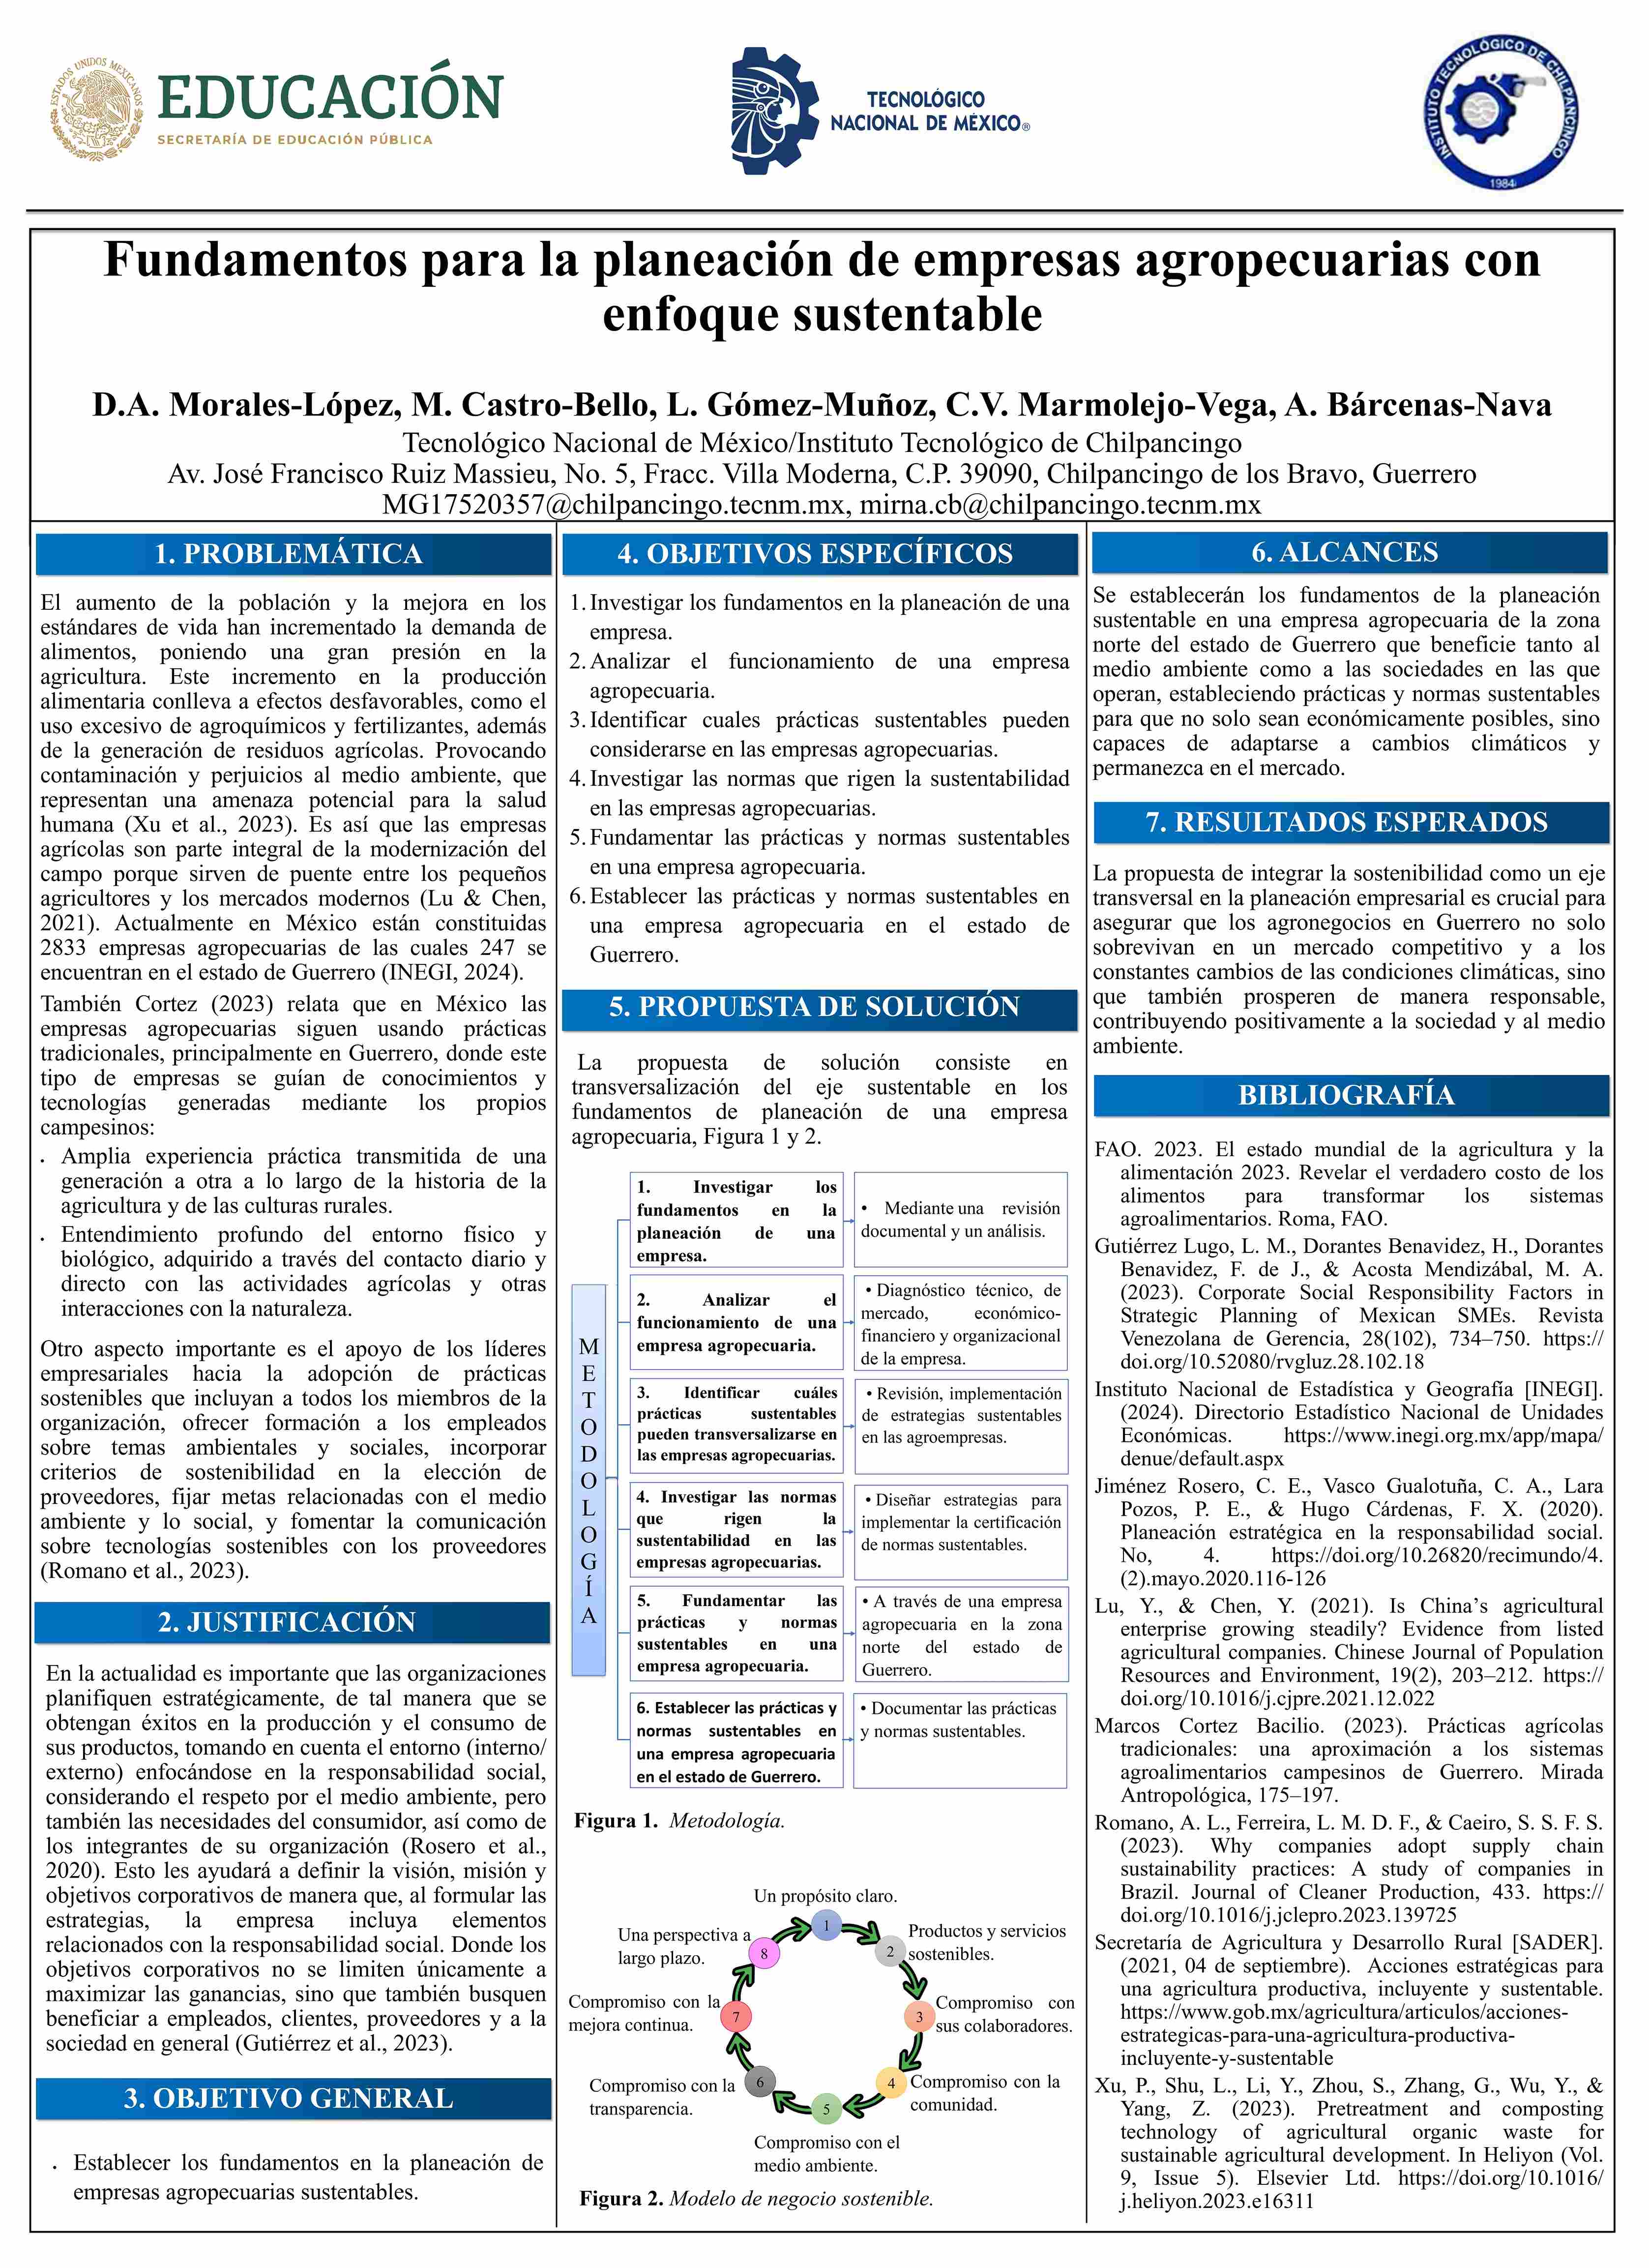 ESTADOS UNIDOS MEXICANOS
EDUCACIÓN
SECRETARÍA DE EDUCACIÓN PÚBLICA
TECNOLÓGICO
NACIONAL DE MÉXICO®
INSTITUTO TECNOLÓGICO DE CHILPANCINGO
1984
Fundamentos para la planeación de empresas agropecuarias con
enfoque sustentable
D.A. Morales-López, M. Castro-Bello, L. Gómez-Muñoz, C.V. Marmolejo-Vega, A. Bárcenas-Nava
Tecnológico Nacional de México/Instituto Tecnológico de Chilpancingo
Av. José Francisco Ruiz Massieu, No. 5, Fracc. Villa Moderna, C.P. 39090, Chilpancingo de los Bravo, Guerrero
MG17520357@chilpancingo.tecnm.mx, mirna.cb@chilpancingo.tecnm.mx
1. PROBLEMÁTICA
El aumento de la población y la mejora en los
estándares de vida han incrementado la demanda de
alimentos, poniendo una gran presión en la
agricultura. Este incremento en la producción
alimentaria conlleva a efectos desfavorables, como el
uso excesivo de agroquímicos y fertilizantes, además
de la generación de residuos agrícolas. Provocando
contaminación y perjuicios al medio ambiente, que
representan una amenaza potencial para la salud
humana (Xu et al., 2023). Es así que las empresas
agrícolas son parte integral de la modernización del
campo porque sirven de puente entre los pequeños
agricultores y los mercados modernos (Lu & Chen,
2021). Actualmente en México están constituidas
2833 empresas agropecuarias de las cuales 247 se
encuentran en el estado de Guerrero (INEGI, 2024).
También Cortez (2023) relata que en México las
empresas agropecuarias siguen usando prácticas
tradicionales, principalmente en Guerrero, donde este
tipo de empresas se guían de conocimientos y
tecnologías generadas mediante los propios
campesinos:
• Amplia experiencia práctica transmitida de una
generación a otra a lo largo de la historia de la
agricultura y de las culturas rurales.
• Entendimiento profundo del entorno físico y
biológico, adquirido a través del contacto diario y
directo con las actividades agrícolas y otras
interacciones con la naturaleza.
Otro aspecto importante es el apoyo de los líderes
empresariales hacia la adopción de prácticas
sostenibles que incluyan a todos los miembros de la
organización, ofrecer formación a los empleados
sobre temas ambientales y sociales, incorporar
criterios de sostenibilidad en la elección de
proveedores, fijar metas relacionadas con el medio
ambiente y lo social, y fomentar la comunicación
sobre tecnologías sostenibles con los proveedores
(Romano et al., 2023).
2. JUSTIFICACIÓN
En la actualidad es importante que las organizaciones
planifiquen estratégicamente, de tal manera que se
obtengan éxitos en la producción y el consumo de
sus productos, tomando en cuenta el entorno (interno/
externo) enfocándose en la responsabilidad social,
considerando el respeto por el medio ambiente, pero
también las necesidades del consumidor, así como de
los integrantes de su organización (Rosero et al.,
2020). Esto les ayudará a definir la visión, misión y
objetivos corporativos de manera que, al formular las
estrategias, la empresa incluya elementos
relacionados con la responsabilidad social. Donde los
objetivos corporativos no se limiten únicamente a
maximizar las ganancias, sino que también busquen
beneficiar a empleados, clientes, proveedores y a la
sociedad en general (Gutiérrez et al., 2023).
3. OBJETIVO GENERAL
• Establecer los fundamentos en la planeación de
empresas agropecuarias sustentables.
4. OBJETIVOS ESPECÍFICOS
1. Investigar los fundamentos en la planeación de una
empresa.
2. Analizar el funcionamiento de una empresa
agropecuaria.
3. Identificar cuales prácticas sustentables pueden
considerarse en las empresas agropecuarias.
4. Investigar las normas que rigen la sustentabilidad
en las empresas agropecuarias.
5. Fundamentar las prácticas y normas sustentables
en una empresa agropecuaria.
6. Establecer las prácticas y normas sustentables en
una empresa agropecuaria en el estado de
Guerrero.
5. PROPUESTA DE SOLUCIÓN
La propuesta de solución consiste en
transversalización del eje sustentable en los
fundamentos de planeación de una empresa
agropecuaria, Figura 1 y 2.
METODOLOGÍA
1. Investigar los
fundamentos en la
planeación de una
empresa.
• Mediante una revisión
documental y un análisis.
2. Analizar el
funcionamiento de una
empresa agropecuaria.
• Diagnóstico técnico, de
mercado, económico-
financiero y organizacional
de la empresa.
3. Identificar cuáles
prácticas sustentables
pueden transversalizarse en
las empresas agropecuarias.
• Revisión, implementación
de estrategias sustentables
en las agroempresas.
4. Investigar las normas
que rigen la
sustentabilidad en las
empresas agropecuarias.
• Diseñar estrategias para
implementar la certificación
de normas sustentables.
5. Fundamentar las
prácticas y normas
sustentables en una
empresa agropecuaria.
• A través de una empresa
agropecuaria en la zona
norte del estado de
Guerrero.
6. Establecer las prácticas y
normas sustentables en
una empresa agropecuaria
en el estado de Guerrero.
• Documentar las prácticas
y normas sustentables.
Figura 1. Metodología.
Un propósito claro.
1
Productos y servicios
sostenibles.
2
Compromiso con
sus colaboradores.
3
Compromiso con la
comunidad.
4
Compromiso con el
medio ambiente.
5
Compromiso con la
transparencia.
6
Compromiso con la
mejora continua.
7
Una perspectiva a
largo plazo.
8
Figura 2. Modelo de negocio sostenible.
6. ALCANCES
Se establecerán los fundamentos de la planeación
sustentable en una empresa agropecuaria de la zona
norte del estado de Guerrero que beneficie tanto al
medio ambiente como a las sociedades en las que
operan, estableciendo prácticas y normas sustentables
para que no solo sean económicamente posibles, sino
capaces de adaptarse a cambios climáticos y
permanezca en el mercado.
7. RESULTADOS ESPERADOS
La propuesta de integrar la sostenibilidad como un eje
transversal en la planeación empresarial es crucial para
asegurar que los agronegocios en Guerrero no solo
sobrevivan en un mercado competitivo y a los
constantes cambios de las condiciones climáticas, sino
que también prosperen de manera responsable,
contribuyendo positivamente a la sociedad y al medio
ambiente.
BIBLIOGRAFÍA
FAO. 2023. El estado mundial de la agricultura y la
alimentación 2023. Revelar el verdadero costo de los
alimentos para transformar los sistemas
agroalimentarios. Roma, FAO.
Gutiérrez Lugo, L. M., Dorantes Benavidez, H., Dorantes
Benavidez, F. de J., & Acosta Mendizábal, M. A.
(2023). Corporate Social Responsibility Factors in
Strategic Planning of Mexican SMEs. Revista
Venezolana de Gerencia, 28(102), 734–750. https://
doi.org/10.52080/rvgluz.28.102.18
Instituto Nacional de Estadística y Geografía [INEGI].
(2024). Directorio Estadístico Nacional de Unidades
Económicas. https://www.inegi.org.mx/app/mapa/
denue/default.aspx
Jiménez Rosero, C. E., Vasco Gualotuña, C. A., Lara
Pozos, P. E., & Hugo Cárdenas, F. X. (2020).
Planeación estratégica en la responsabilidad social.
No, 4. https://doi.org/10.26820/recimundo/4.
(2).mayo.2020.116-126
Lu, Y., & Chen, Y. (2021). Is China’s agricultural
enterprise growing steadily? Evidence from listed
agricultural companies. Chinese Journal of Population
Resources and Environment, 19(2), 203–212. https://
doi.org/10.1016/j.cjpre.2021.12.022
Marcos Cortez Bacilio. (2023). Prácticas agrícolas
tradicionales: una aproximación a los sistemas
agroalimentarios campesinos de Guerrero. Mirada
Antropológica, 175–197.
Romano, A. L., Ferreira, L. M. D. F., & Caeiro, S. S. F. S.
(2023). Why companies adopt supply chain
sustainability practices: A study of companies in
Brazil. Journal of Cleaner Production, 433. https://
doi.org/10.1016/j.jclepro.2023.139725
Secretaría de Agricultura y Desarrollo Rural [SADER].
(2021, 04 de septiembre). Acciones estratégicas para
una agricultura productiva, incluyente y sustentable.
https://www.gob.mx/agricultura/articulos/acciones-
estrategicas-para-una-agricultura-productiva-
incluyente-y-sustentable
Xu, P., Shu, L., Li, Y., Zhou, S., Zhang, G., Wu, Y., &
Yang, Z. (2023). Pretreatment and composting
technology of agricultural organic waste for
sustainable agricultural development. In Heliyon (Vol.
9, Issue 5). Elsevier Ltd. https://doi.org/10.1016/
j.heliyon.2023.e16311